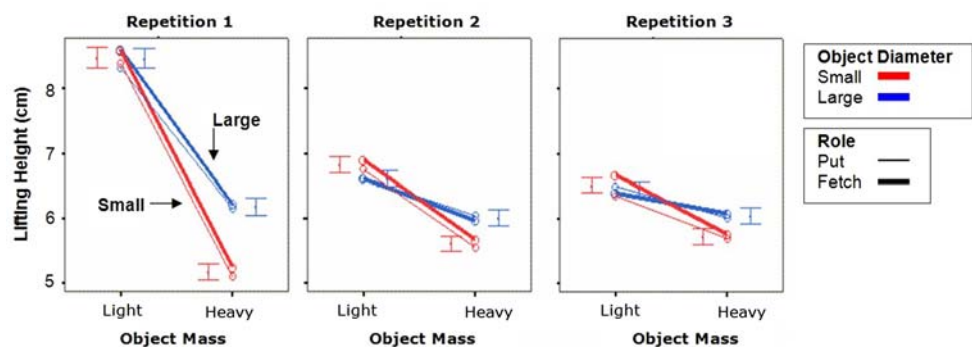 Repetition 1
Repetition 2
Repetition 3
Lifting Height (cm)
8
7
6
5
Large
Small
Light
Heavy
Light
Heavy
Light
Heavy
Object Mass
Object Mass
Object Mass
Object Diameter
Small
Large
Role
Put
Fetch